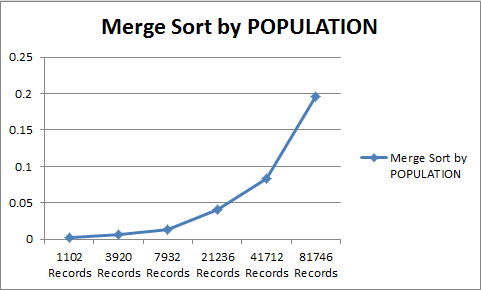 Merge Sort by POPULATION
0.25
0.2
0.15
0.1
0.05
0
1102 3920 7932 21236 41712 81746
Records Records Records Records Records Records
Merge Sort by
POPULATION